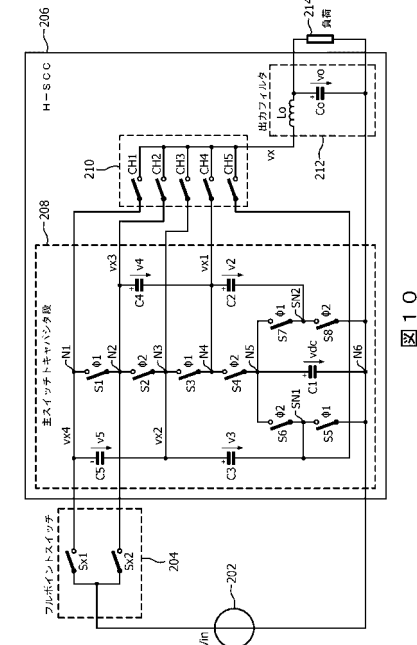 図10
206
H-SCC
208
主スイッチトキャパシタ段
フルポイントスイッチ
204
Sx1
Sx2
202
Vin
N1
vx4
φ1
S1
C5
v5
vx3
N2
φ2
S2
C4
v4
vx2
N3
φ1
S3
vx1
N4
φ2
S4
C3
v3
C2
v2
N5
φ2
S6
SN1
φ1
S5
φ1
S7
SN2
φ2
S8
C1
vdc
N6
210
CH1
CH2
CH3
CH4
CH5
vx
出力フィルタ
Lo
Co
vo
212
214
負荷